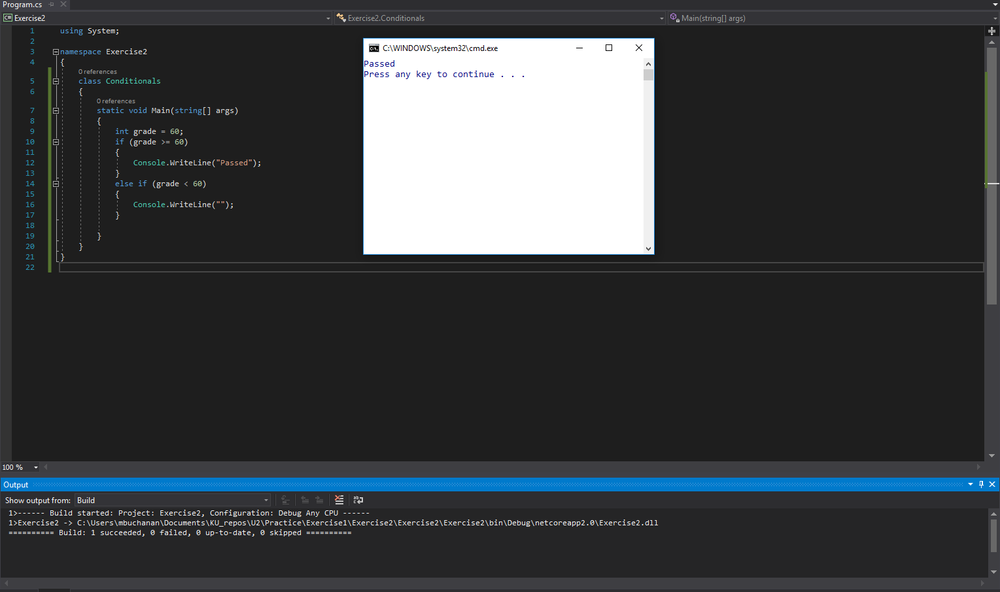 Program.cs
Exercise2
Exercise2.Conditionals
Main(string[] args)
1 using System;
2
3 namespace Exercise2
4 {
0 references
5 class Conditionals
6 {
0 references
7 static void Main(string[] args)
8 {
9 int grade = 60;
10 if (grade >= 60)
11 {
12 Console.WriteLine("Passed");
13 }
14 else if (grade < 60)
15 {
16 Console.WriteLine("");
17 }
18
19 }
20 }
21 }
22
C:\WINDOWS\system32\cmd.exe
Passed
Press any key to continue . . .
100 %
Output
Show output from: Build
1>------ Build started: Project: Exercise2, Configuration: Debug Any CPU ------
1>Exercise2 -> C:\Users\mbuchanan\Documents\KU_repos\U2\Practice\Exercise1\Exercise2\Exercise2\Exercise2\bin\Debug\netcoreapp2.0\Exercise2.dll
========== Build: 1 succeeded, 0 failed, 0 up-to-date, 0 skipped ==========